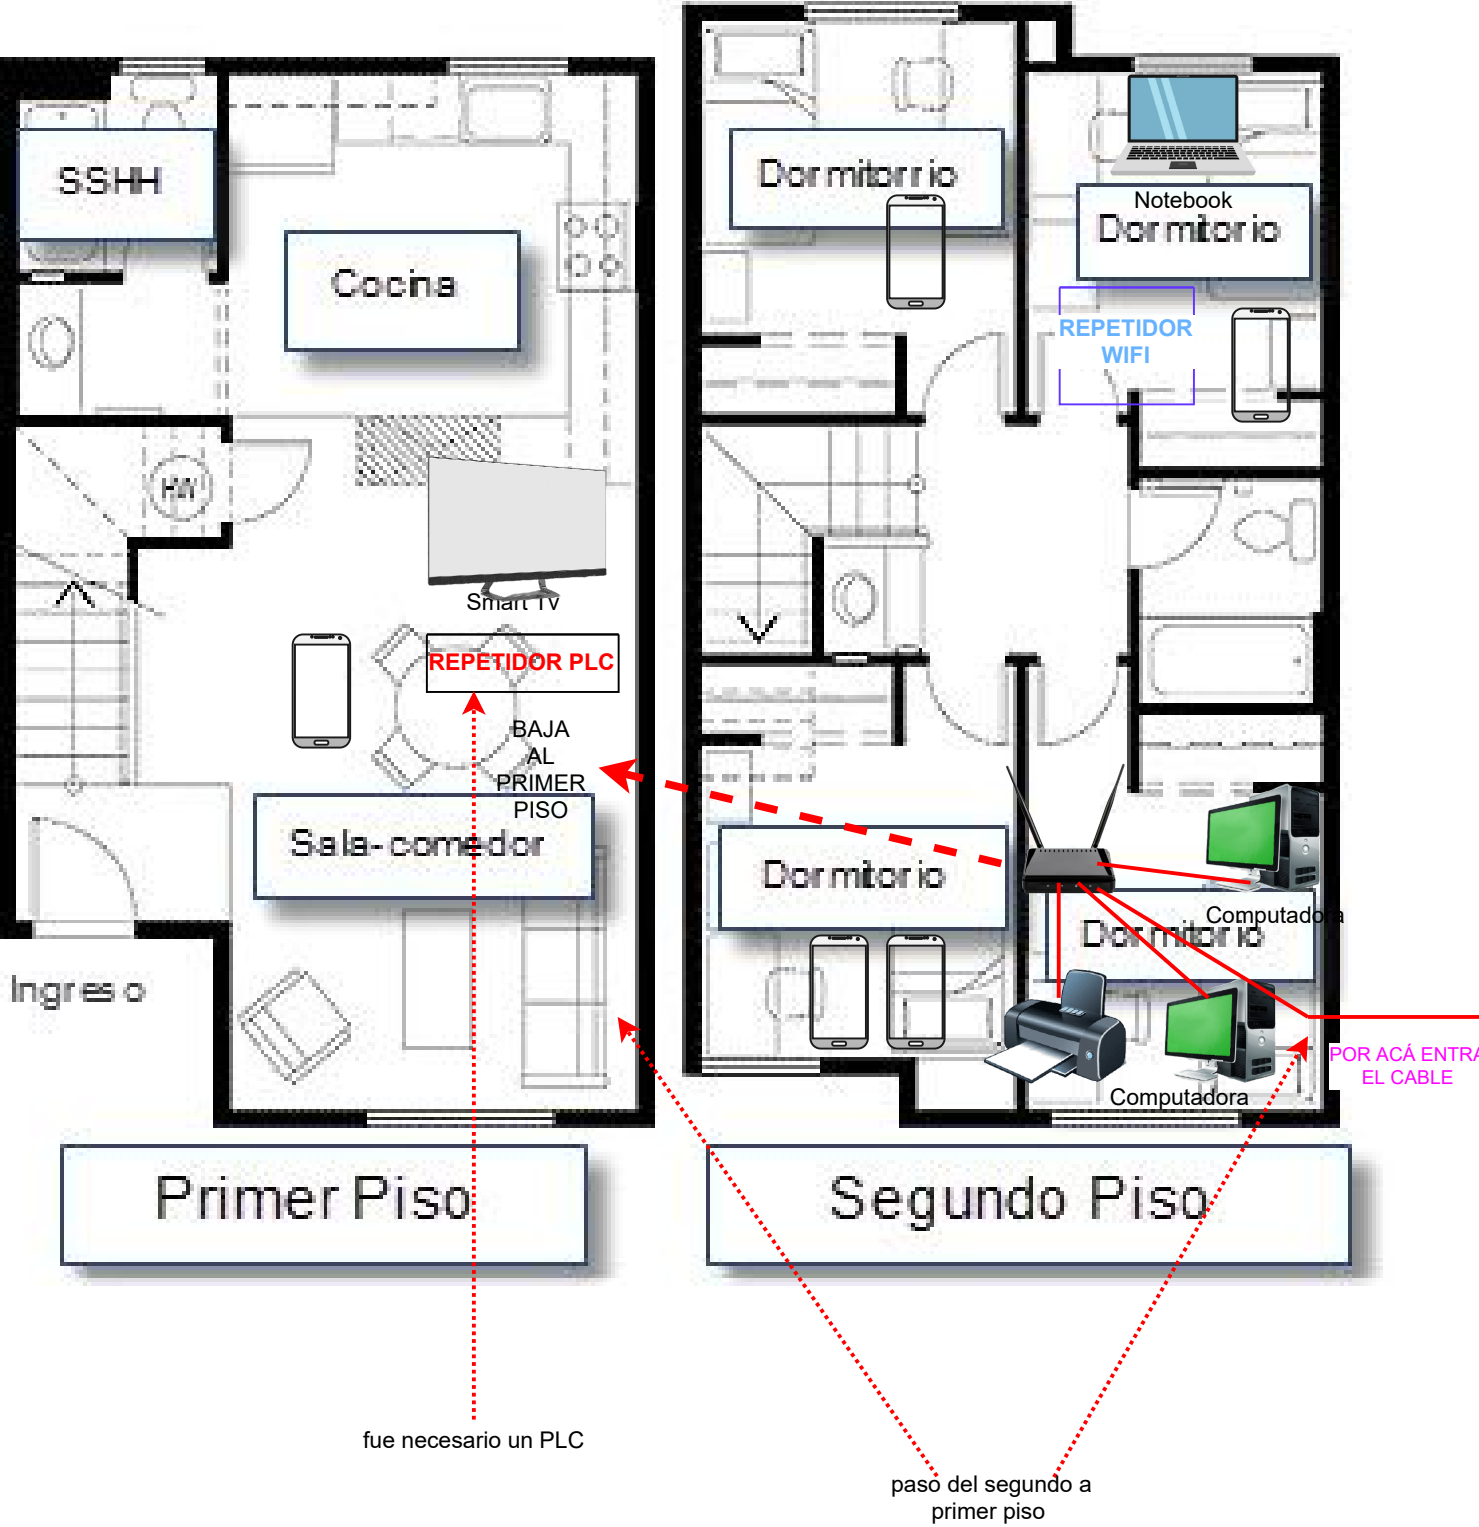 SSHH
Cocina
HW
Smart TV
REPETIDOR PLC
BAJA
AL
PRIMER
PISO
Sala-comedor
Ingreso
Primer Piso
fue necesario un PLC
Dormitorrio
Notebook
Dormitorio
REPETIDOR
WIFI
Dormitorio
Computadora
Dormitorio
Computadora
POR ACÁ ENTRA
EL CABLE
Segundo Piso
paso del segundo a
primer piso